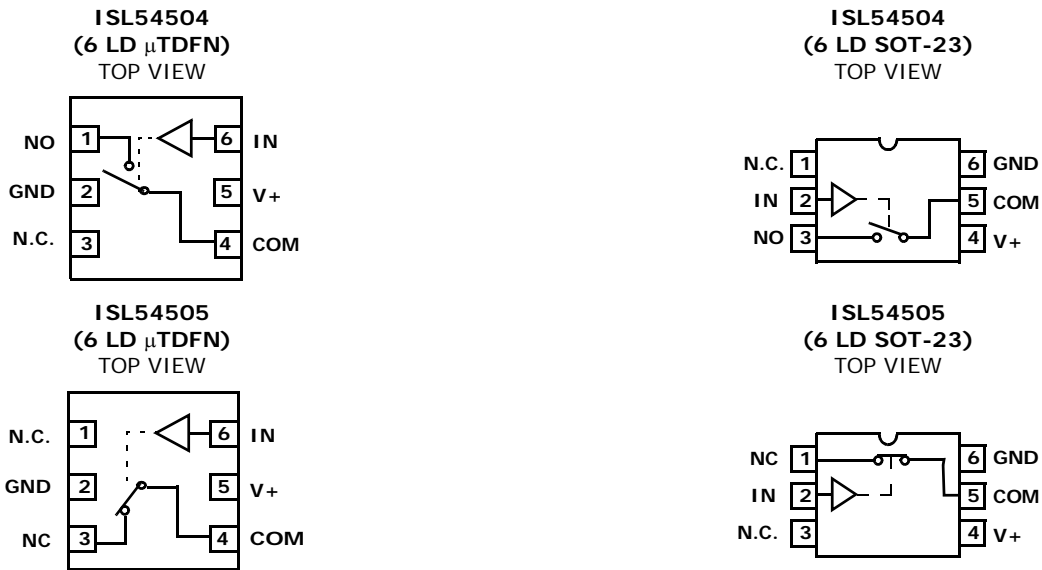 ISL54504
(6 LD µTDFN)
TOP VIEW
NO 1 6 IN
GND 2 5 V+
N.C. 3 4 COM
ISL54504
(6 LD SOT-23)
TOP VIEW
N.C. 1 6 GND
IN 2 5 COM
NO 3 4 V+
ISL54505
(6 LD µTDFN)
TOP VIEW
N.C. 1 6 IN
GND 2 5 V+
NC 3 4 COM
ISL54505
(6 LD SOT-23)
TOP VIEW
NC 1 6 GND
IN 2 5 COM
N.C. 3 4 V+